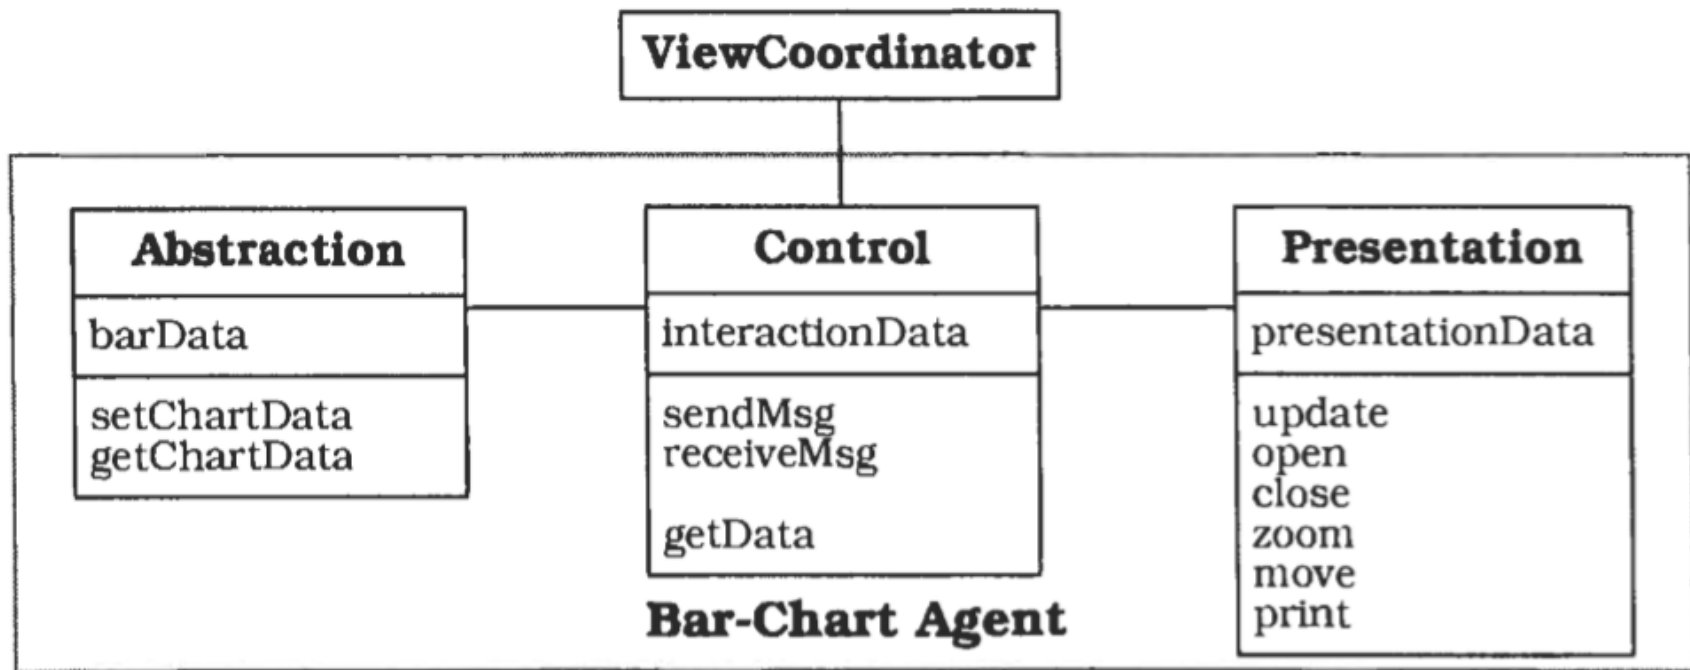 ViewCoordinator
Abstraction
barData
setChartData
getChartData
Control
interactionData
sendMsg
receiveMsg
getData
Presentation
presentationData
update
open
close
zoom
move
print
Bar-Chart Agent